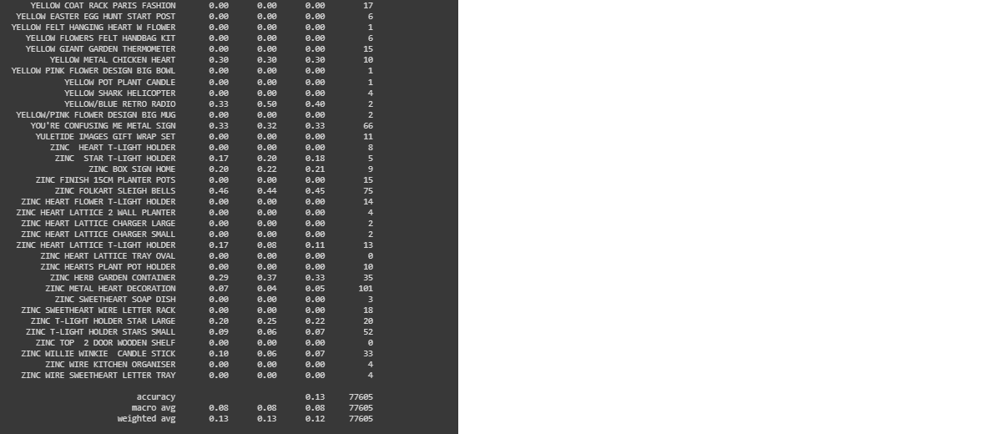 YELLOW COAT RACK PARIS FASHION 0.00 0.00 0.00 17
YELLOW EASTER EGG HUNT START POST 0.00 0.00 0.00 6
YELLOW FELT HANGING HEART W FLOWER 0.00 0.00 0.00 1
YELLOW FLOWERS FELT HANDBAG KIT 0.00 0.00 0.00 6
YELLOW GIANT GARDEN THERMOMETER 0.00 0.00 0.00 15
YELLOW METAL CHICKEN HEART 0.30 0.30 0.30 10
YELLOW PINK FLOWER DESIGN BIG BOWL 0.00 0.00 0.00 1
YELLOW POT PLANT CANDLE 0.00 0.00 0.00 1
YELLOW SHARK HELICOPTER 0.00 0.00 0.00 4
YELLOW/BLUE RETRO RADIO 0.33 0.50 0.40 2
YELLOW/PINK FLOWER DESIGN BIG MUG 0.00 0.00 0.00 2
YOU'RE CONFUSING ME METAL SIGN 0.33 0.32 0.33 66
YULETIDE IMAGES GIFT WRAP SET 0.00 0.00 0.00 11
ZINC  HEART T-LIGHT HOLDER 0.00 0.00 0.00 8
ZINC  STAR T-LIGHT HOLDER 0.17 0.20 0.18 5
ZINC BOX SIGN HOME 0.20 0.22 0.21 9
ZINC FINISH 15CM PLANTER POTS 0.00 0.00 0.00 15
ZINC FOLKART SLEIGH BELLS 0.46 0.44 0.45 75
ZINC HEART FLOWER T-LIGHT HOLDER 0.00 0.00 0.00 14
ZINC HEART LATTICE 2 WALL PLANTER 0.00 0.00 0.00 4
ZINC HEART LATTICE CHARGER LARGE 0.00 0.00 0.00 2
ZINC HEART LATTICE CHARGER SMALL 0.00 0.00 0.00 2
ZINC HEART LATTICE T-LIGHT HOLDER 0.17 0.08 0.11 13
ZINC HEART LATTICE TRAY OVAL 0.00 0.00 0.00 0
ZINC HEARTS PLANT POT HOLDER 0.00 0.00 0.00 10
ZINC HERB GARDEN CONTAINER 0.29 0.37 0.33 35
ZINC METAL HEART DECORATION 0.07 0.04 0.05 101
ZINC SWEETHEART SOAP DISH 0.00 0.00 0.00 3
ZINC SWEETHEART WIRE LETTER RACK 0.00 0.00 0.00 18
ZINC T-LIGHT HOLDER STAR LARGE 0.20 0.25 0.22 20
ZINC T-LIGHT HOLDER STARS SMALL 0.09 0.06 0.07 52
ZINC TOP  2 DOOR WOODEN SHELF 0.00 0.00 0.00 0
ZINC WILLIE WINKIE  CANDLE STICK 0.10 0.06 0.07 33
ZINC WIRE KITCHEN ORGANISER 0.00 0.00 0.00 4
ZINC WIRE SWEETHEART LETTER TRAY 0.00 0.00 0.00 4
accuracy 0.13 77605
macro avg 0.08 0.08 0.08 77605
weighted avg 0.13 0.13 0.12 77605